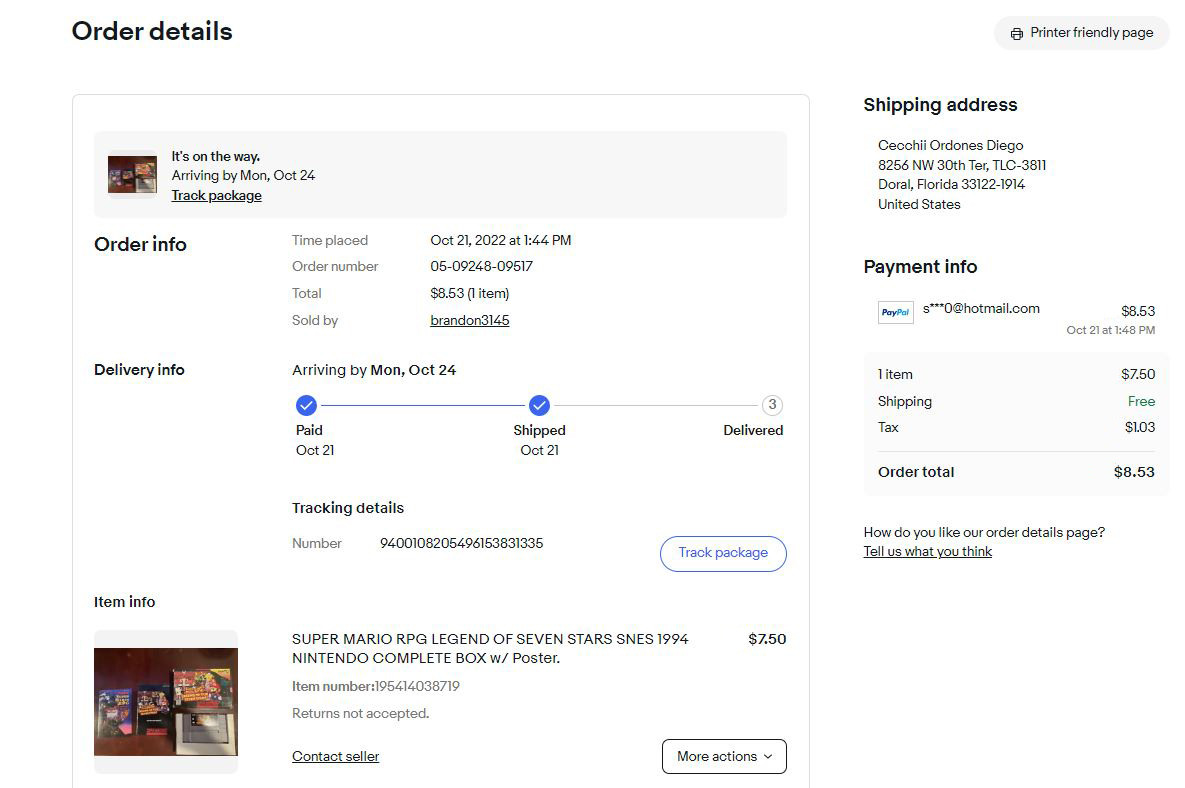 Order details
Printer friendly page
It's on the way.
Arriving by Mon, Oct 24
Track package
Order info
Time placed Oct 21, 2022 at 1:44 PM
Order number 05-09248-09517
Total $8.53 (1 item)
Sold by brandon3145
Delivery info
Arriving by Mon, Oct 24
3
Paid Shipped Delivered
Oct 21 Oct 21
Tracking details
Number 9400108205496153831335
Track package
Item info
SUPER MARIO RPG LEGEND OF SEVEN STARS SNES 1994
NINTENDO COMPLETE BOX w/ Poster.
$7.50
Item number:195414038719
Returns not accepted.
Contact seller
More actions
Shipping address
Cecchii Ordones Diego
8256 NW 30th Ter, TLC-3811
Doral, Florida 33122-1914
United States
Payment info
PayPal s***0@hotmail.com $8.53
Oct 21 at 1:48 PM
1 item $7.50
Shipping Free
Tax $1.03
Order total $8.53
How do you like our order details page?
Tell us what you think